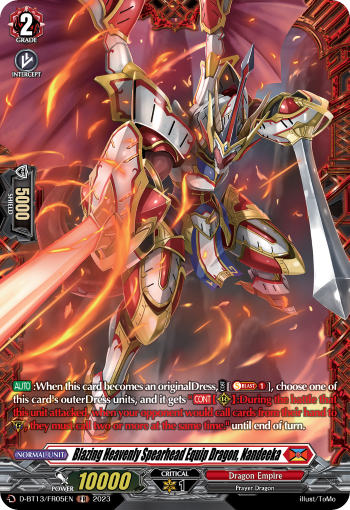 2
GRADE
INTERCEPT
5000
SHIELD
AUTO :When this card becomes an originalDress, COST [SB BLAST 1], choose one of
this card's outerDress units, and it gets "CONT (R):During the battle that
this unit attacked, when your opponent would call cards from their hand to
(G), they must call two or more at the same time." until end of turn.
NORMAL UNIT
Blazing Heavenly Spearhead Equip Dragon, Nandeeka
POWER 10000
CRITICAL
1
Dragon Empire
Prayer Dragon
D D-BT13/FR05EN FR 2023
illust/ToMo